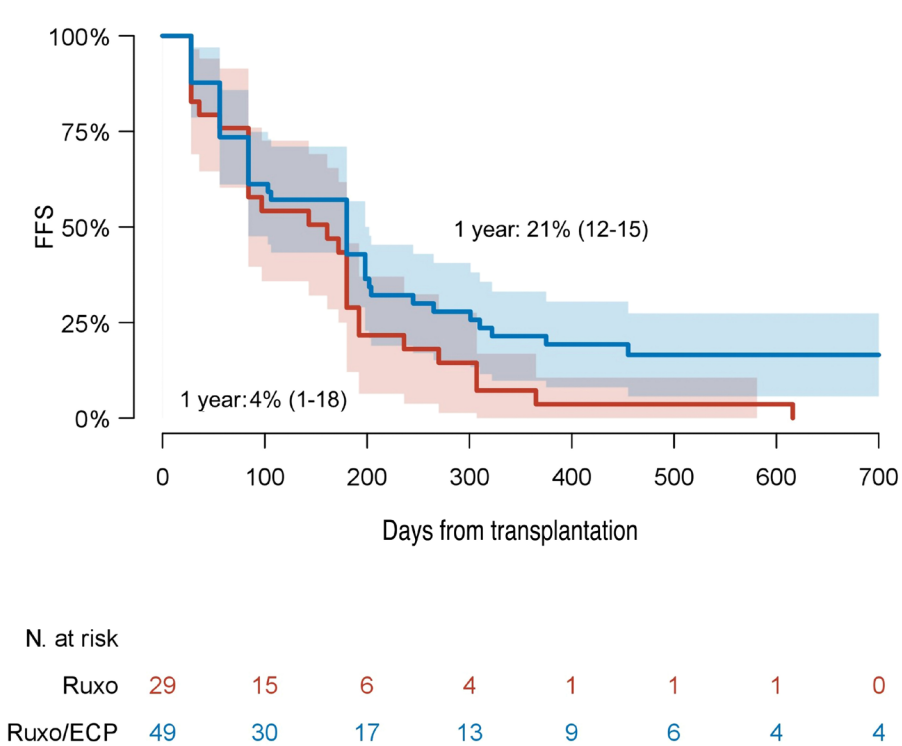 100%
75%
50%
25%
0%
FFS
1 year: 21% (12-15)
1 year: 4% (1-18)
0 100 200 300 400 500 600 700
Days from transplantation
N. at risk
Ruxo 29 15 6 4 1 1 1 0
Ruxo/ECP 49 30 17 13 9 6 4 4